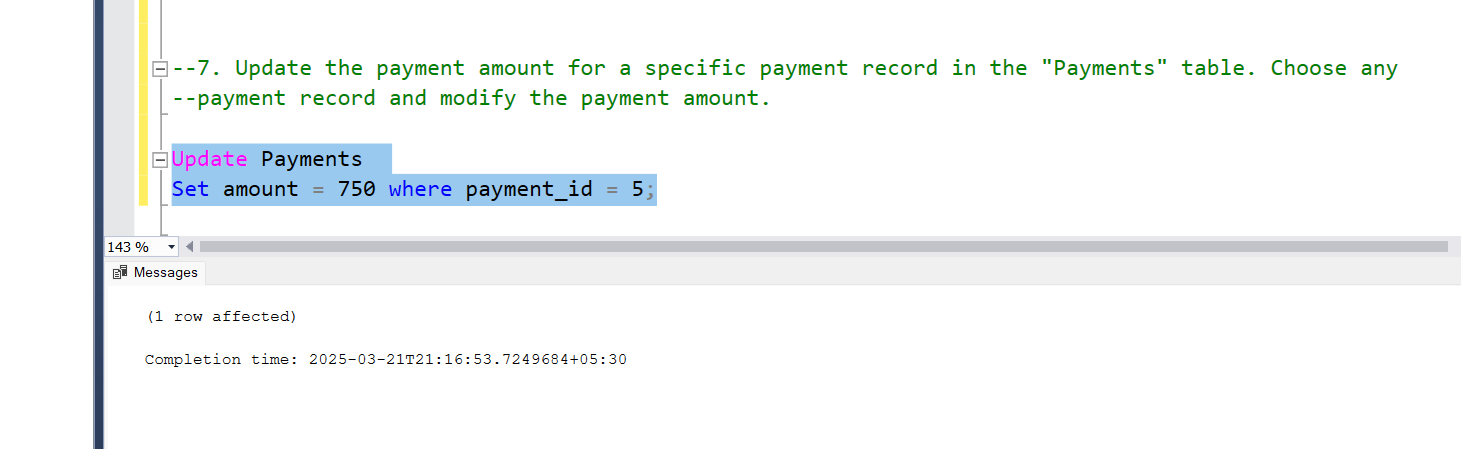 --7. Update the payment amount for a specific payment record in the "Payments" table. Choose any
--payment record and modify the payment amount.
Update Payments
Set amount = 750 where payment_id = 5;
143 %
Messages
(1 row affected)
Completion time: 2025-03-21T21:16:53.7249684+05:30